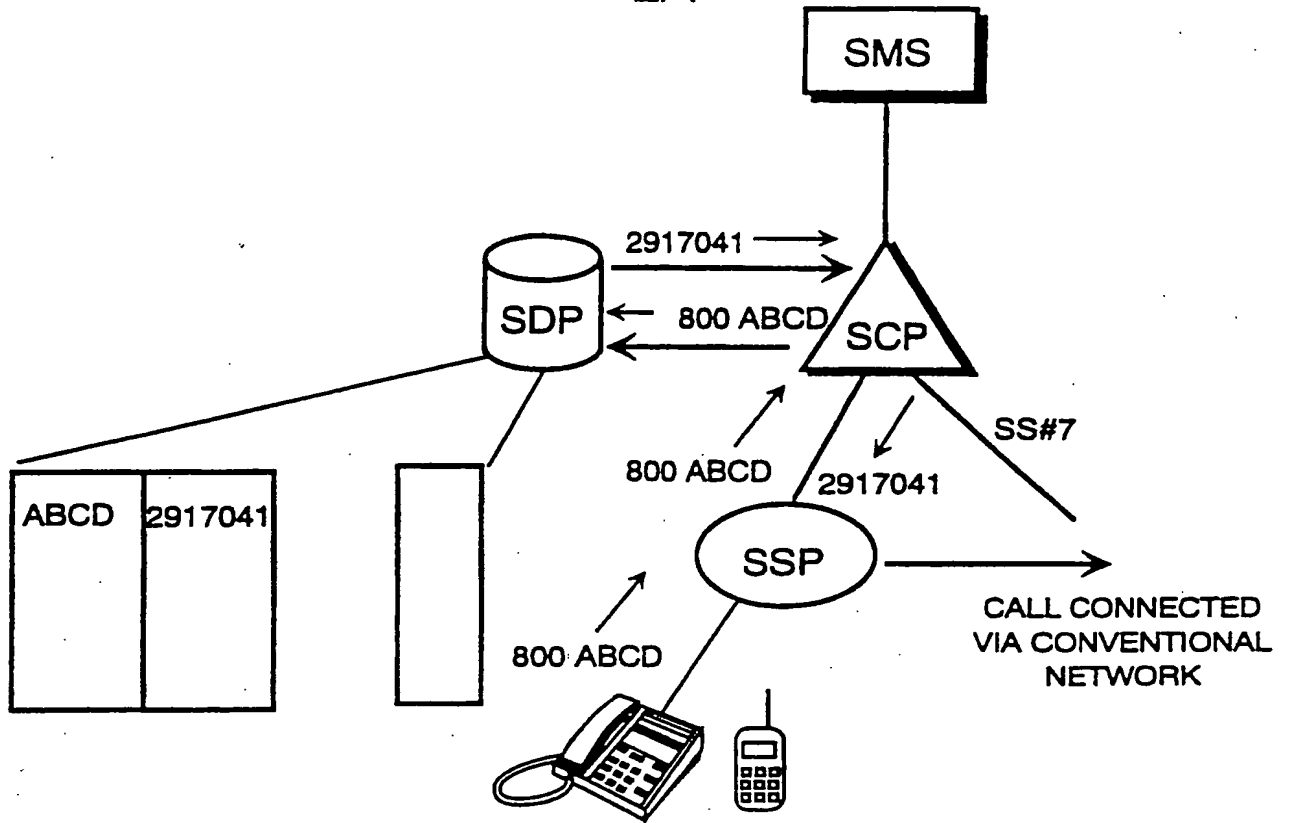 SMS
2917041
SDP
800 ABCD
SCP
SS#7
800 ABCD
2917041
ABCD
2917041
SSP
800 ABCD
CALL CONNECTED
VIA CONVENTIONAL
NETWORK